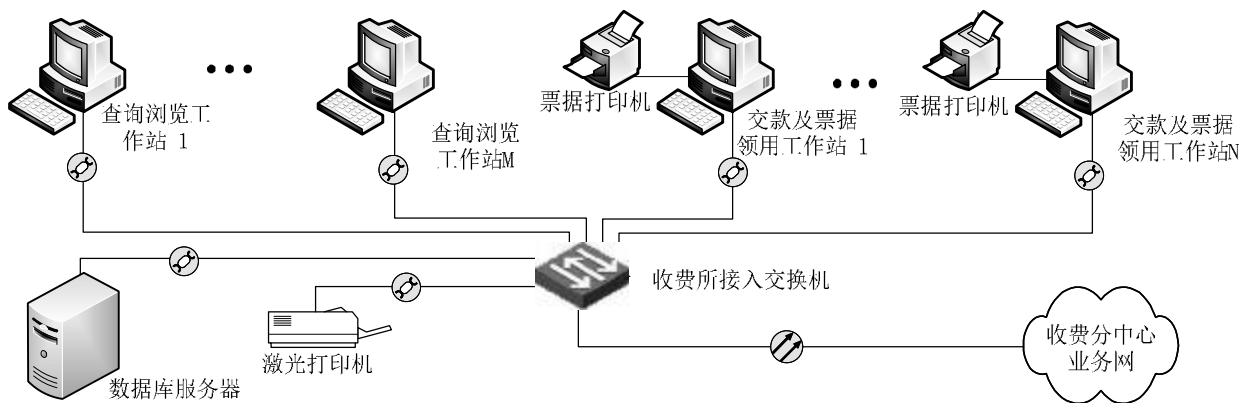 查询浏览工
作站 1
查询浏览
工作站M
票据打印机
交款及票据
领用工作站 1
票据打印机
交款及票据
领用工作站N
收费所接入交换机
数据库服务器
激光打印机
收费分中心
业务网